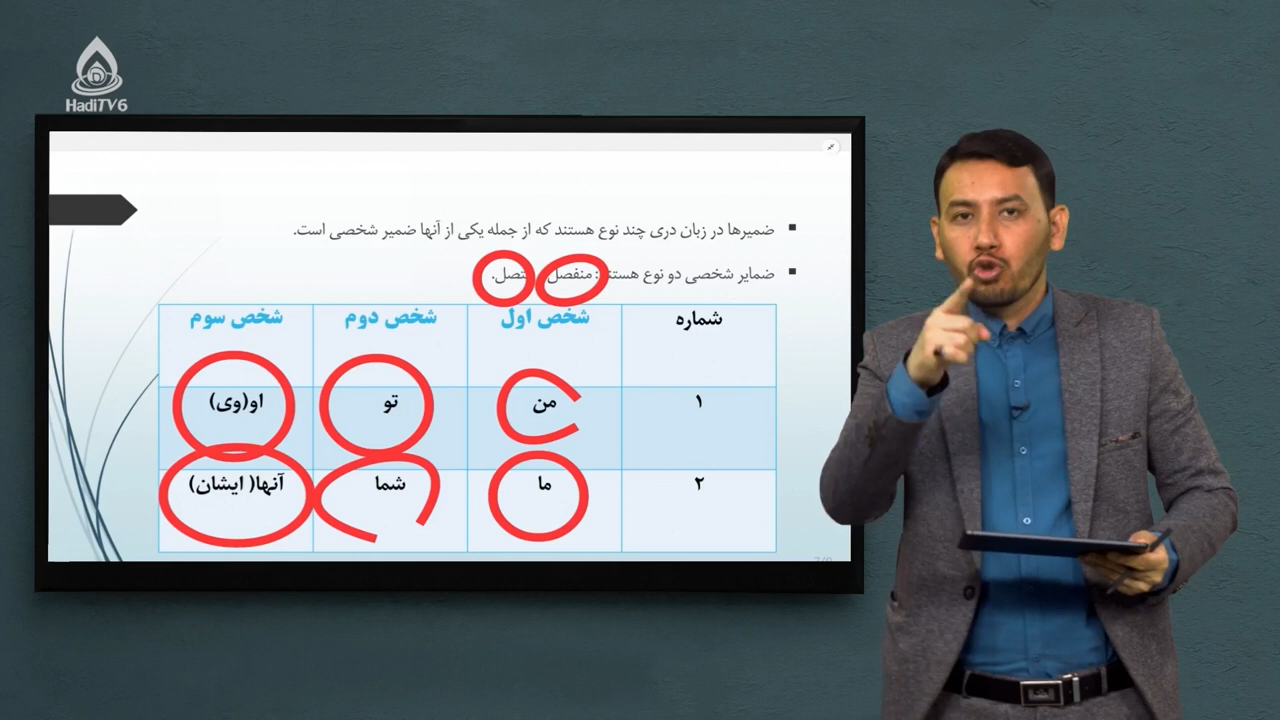 HadiTV6
ضمیرها در زبان دری چند نوع هستند که از جمله یکی از آنها ضمیر شخصی است.
ضمایر شخصی دو نوع هستند: منفصل
شماره شخص اول شخص دوم شخص سوم
۱ من تو او(وی)
۲ ما شما آنها( ایشان)